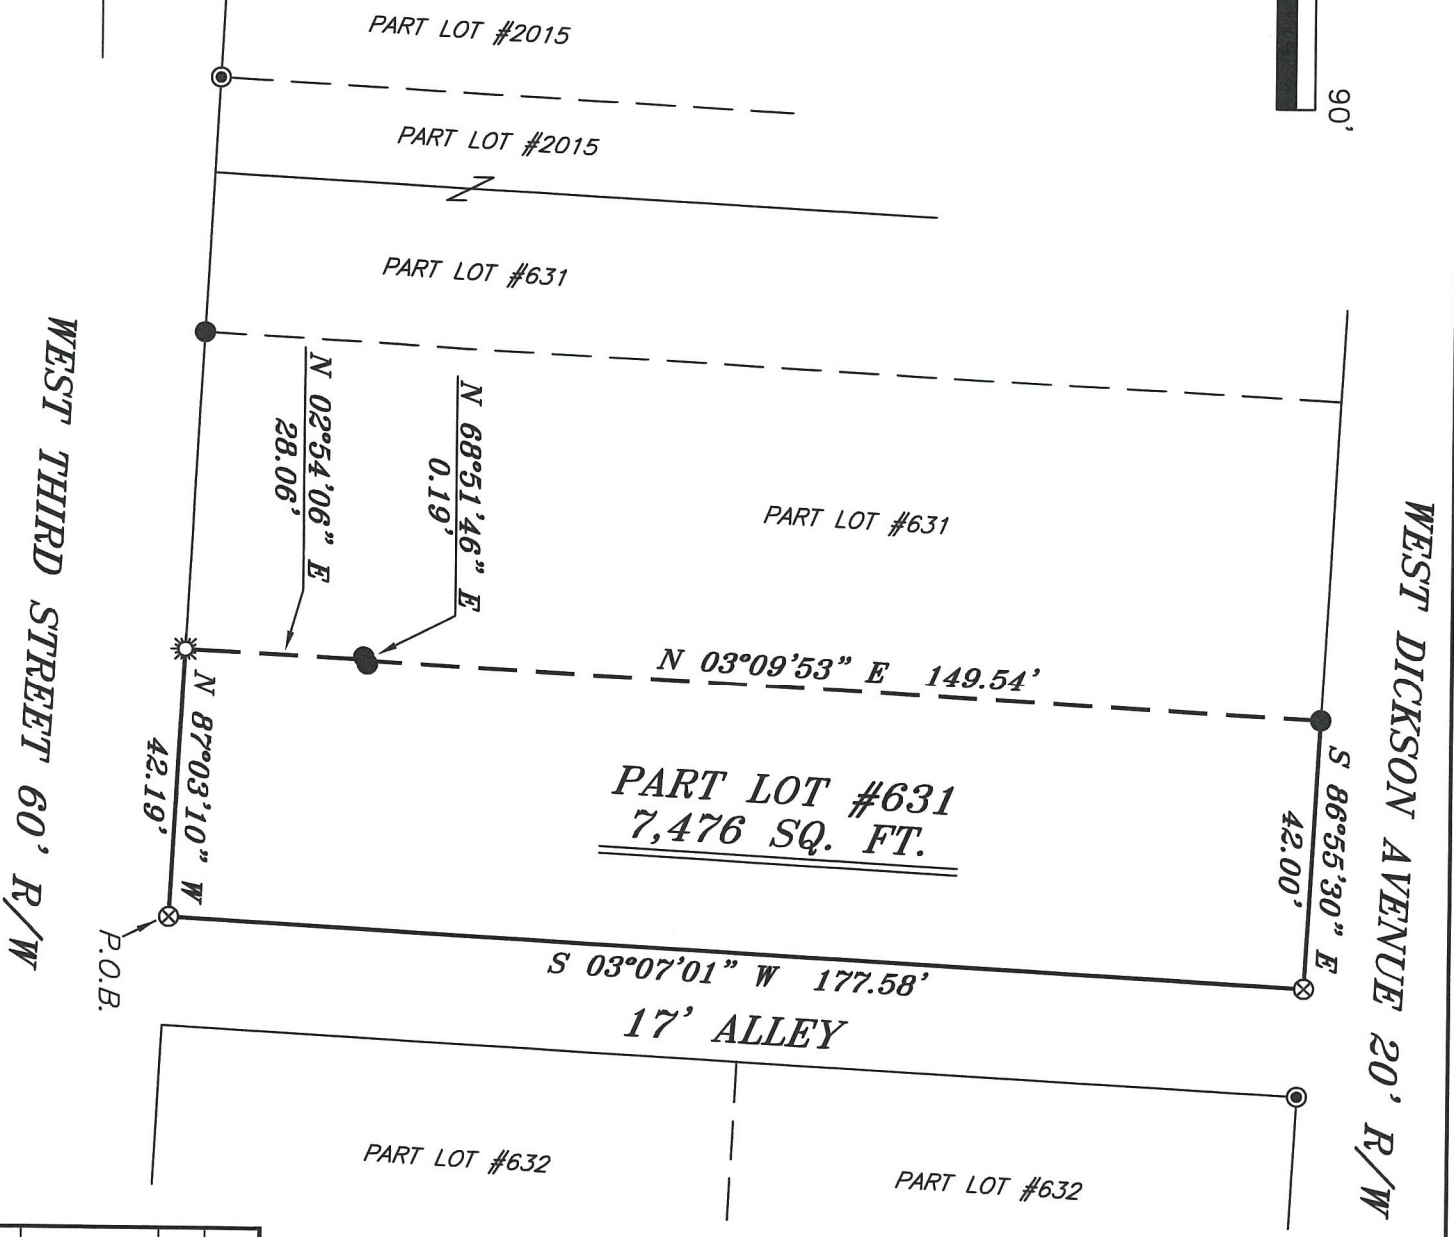 PART LOT #2015
90'
PART LOT #2015
PART LOT #631
N 02°54'06" E
28.06'
N 68°51'46" E
0.19'
PART LOT #631
WEST THIRD STREET 60' R/W
WEST DICKSON AVENUE 20' R/W
N 03°09'53" E 149.54'
N 87°03'10" W
42.19'
PART LOT #631
7,476 SQ. FT.
S 86°55'30" E
42.00'
P.O.B.
S 03°07'01" W 177.58'
17' ALLEY
PART LOT #632
PART LOT #632